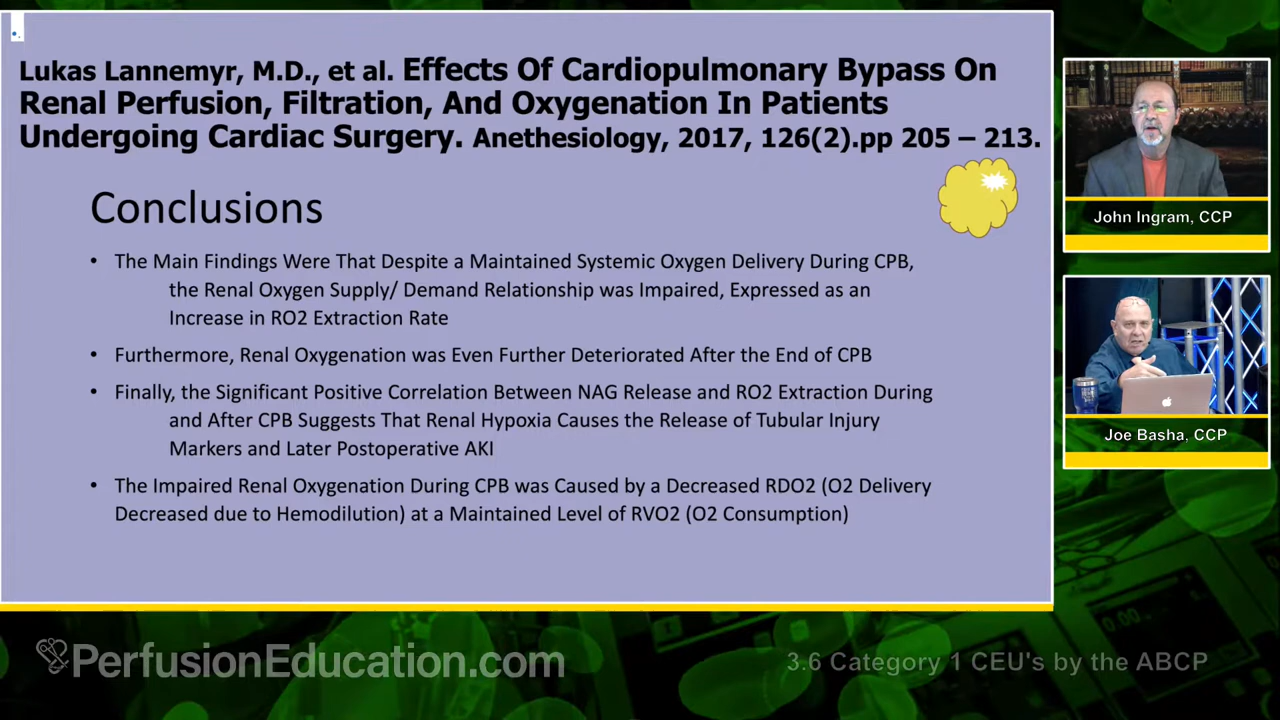 Lukas Lannemyr, M.D., et al. Effects Of Cardiopulmonary Bypass On
Renal Perfusion, Filtration, And Oxygenation In Patients
Undergoing Cardiac Surgery. Anethesiology, 2017, 126(2).pp 205 – 213.
Conclusions
• The Main Findings Were That Despite a Maintained Systemic Oxygen Delivery During CPB,
the Renal Oxygen Supply/ Demand Relationship was Impaired, Expressed as an
Increase in RO2 Extraction Rate
• Furthermore, Renal Oxygenation was Even Further Deteriorated After the End of CPB
• Finally, the Significant Positive Correlation Between NAG Release and RO2 Extraction During
and After CPB Suggests That Renal Hypoxia Causes the Release of Tubular Injury
Markers and Later Postoperative AKI
• The Impaired Renal Oxygenation During CPB was Caused by a Decreased RDO2 (O2 Delivery
Decreased due to Hemodilution) at a Maintained Level of RVO2 (O2 Consumption)
John Ingram, CCP
Joe Basha, CCP
PerfusionEducation.com
3.6 Category 1 CEU's by the ABCP